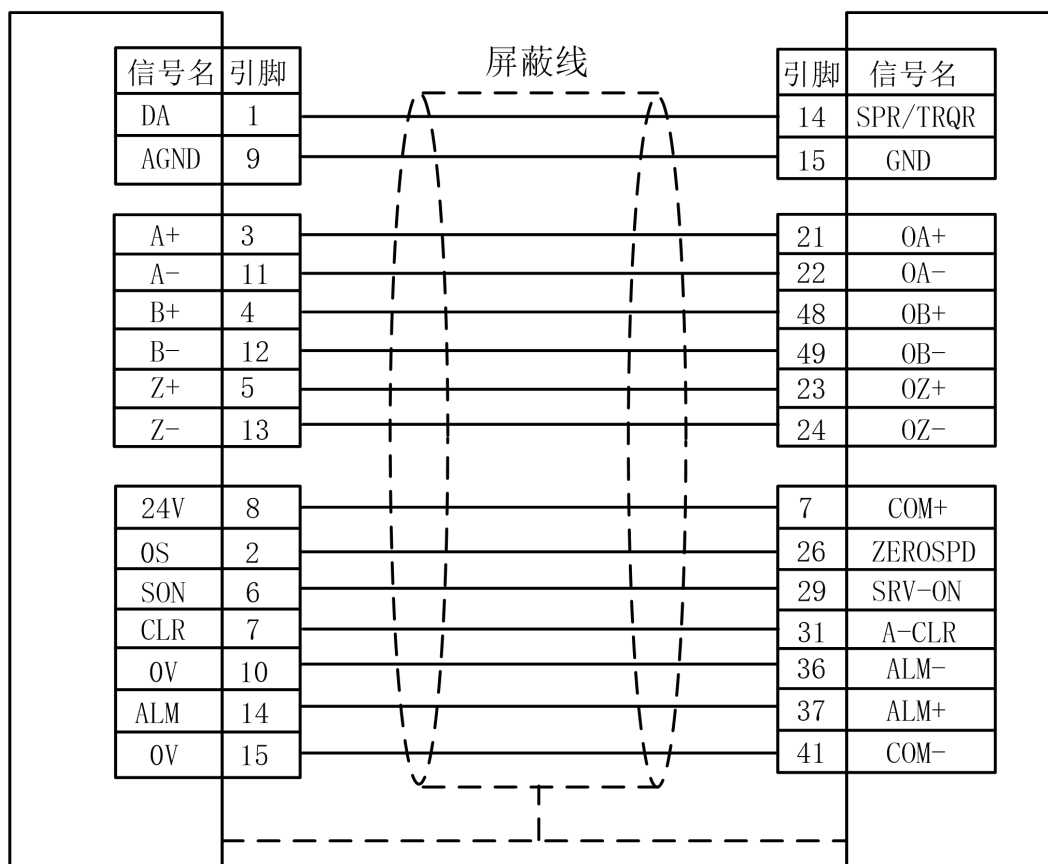 屏蔽线
信号名 引脚 引脚 信号名
DA 1 14 SPR/TRQR
AGND 9 15 GND
A+ 3 21 OA+
A- 11 22 OA-
B+ 4 48 OB+
B- 12 49 OB-
Z+ 5 23 OZ+
Z- 13 24 OZ-
24V 8 7 COM+
OS 2 26 ZEROSPD
SON 6 29 SRV-ON
CLR 7 31 A-CLR
0V 10 36 ALM-
ALM 14 37 ALM+
0V 15 41 COM-